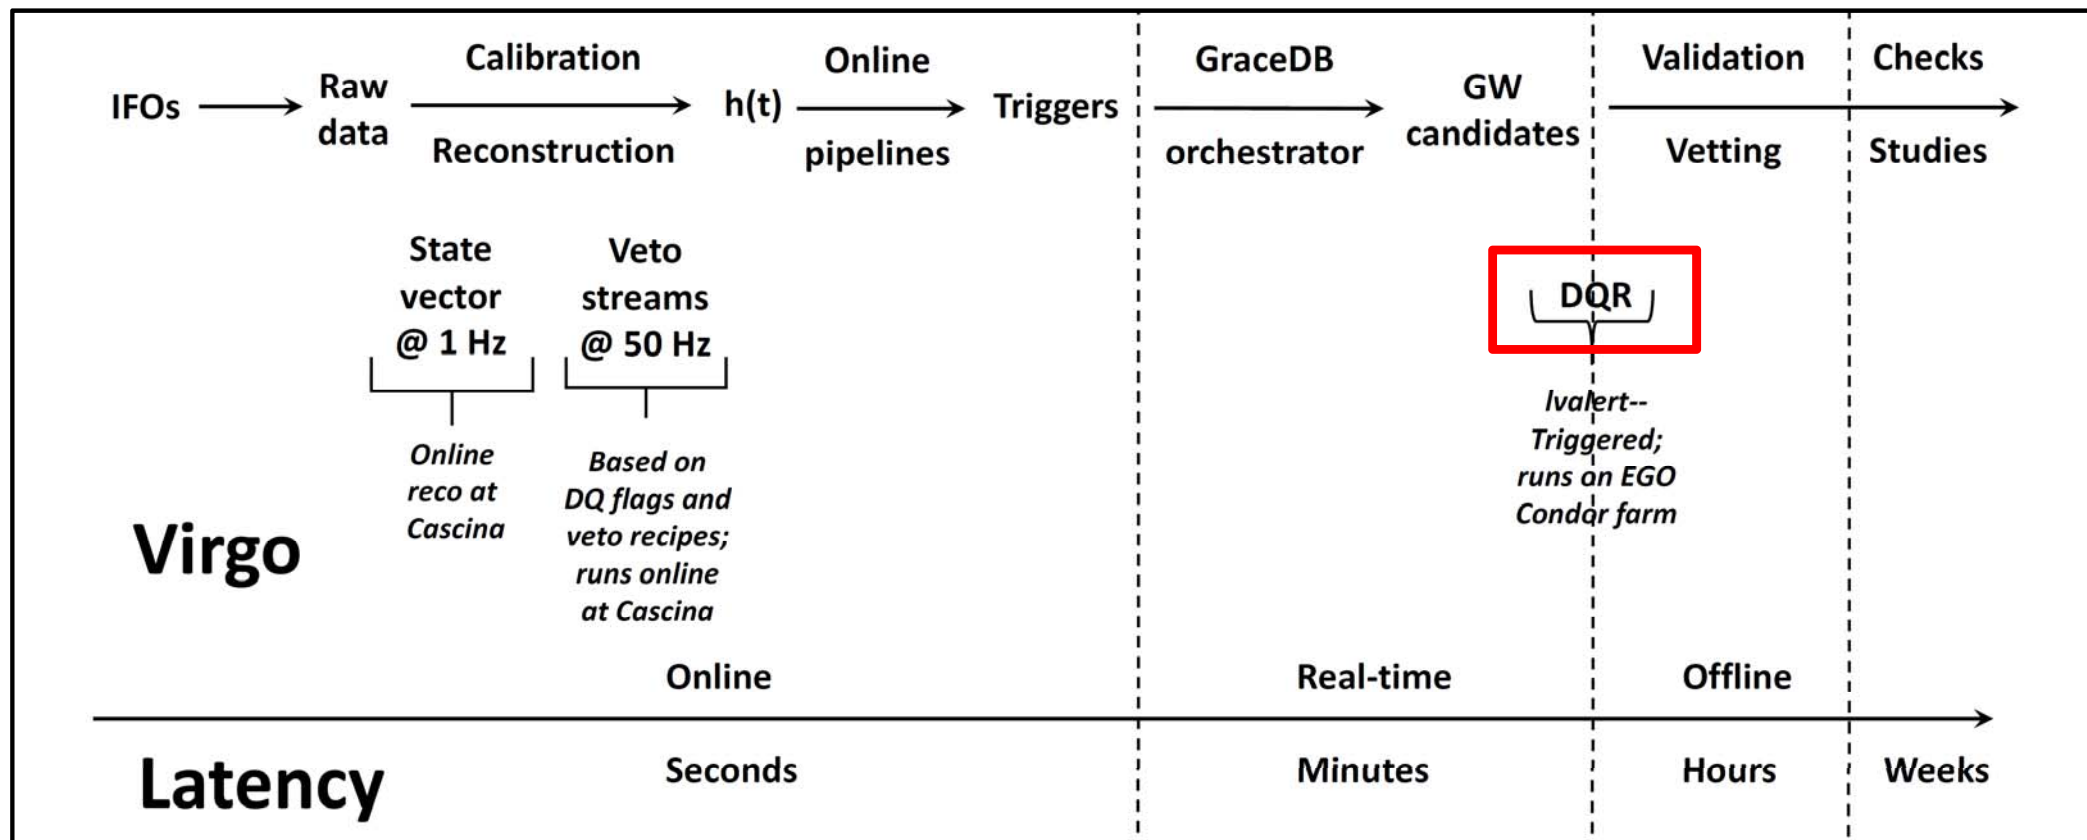 IFOs
Raw
data
Calibration
Reconstruction
h(t)
Online
pipelines
Triggers
GraceDB
orchestrator
GW
candidates
Validation
Vetting
Checks
Studies
State
vector
@ 1 Hz
Veto
streams
@ 50 Hz
DQR
Online
reco at
Cascina
Based on
DQ flags and
veto recipes;
runs online
at Cascina
lvalert--
Triggered;
runs on EGO
Condor farm
Virgo
Online
Real-time
Offline
Latency
Seconds
Minutes
Hours
Weeks